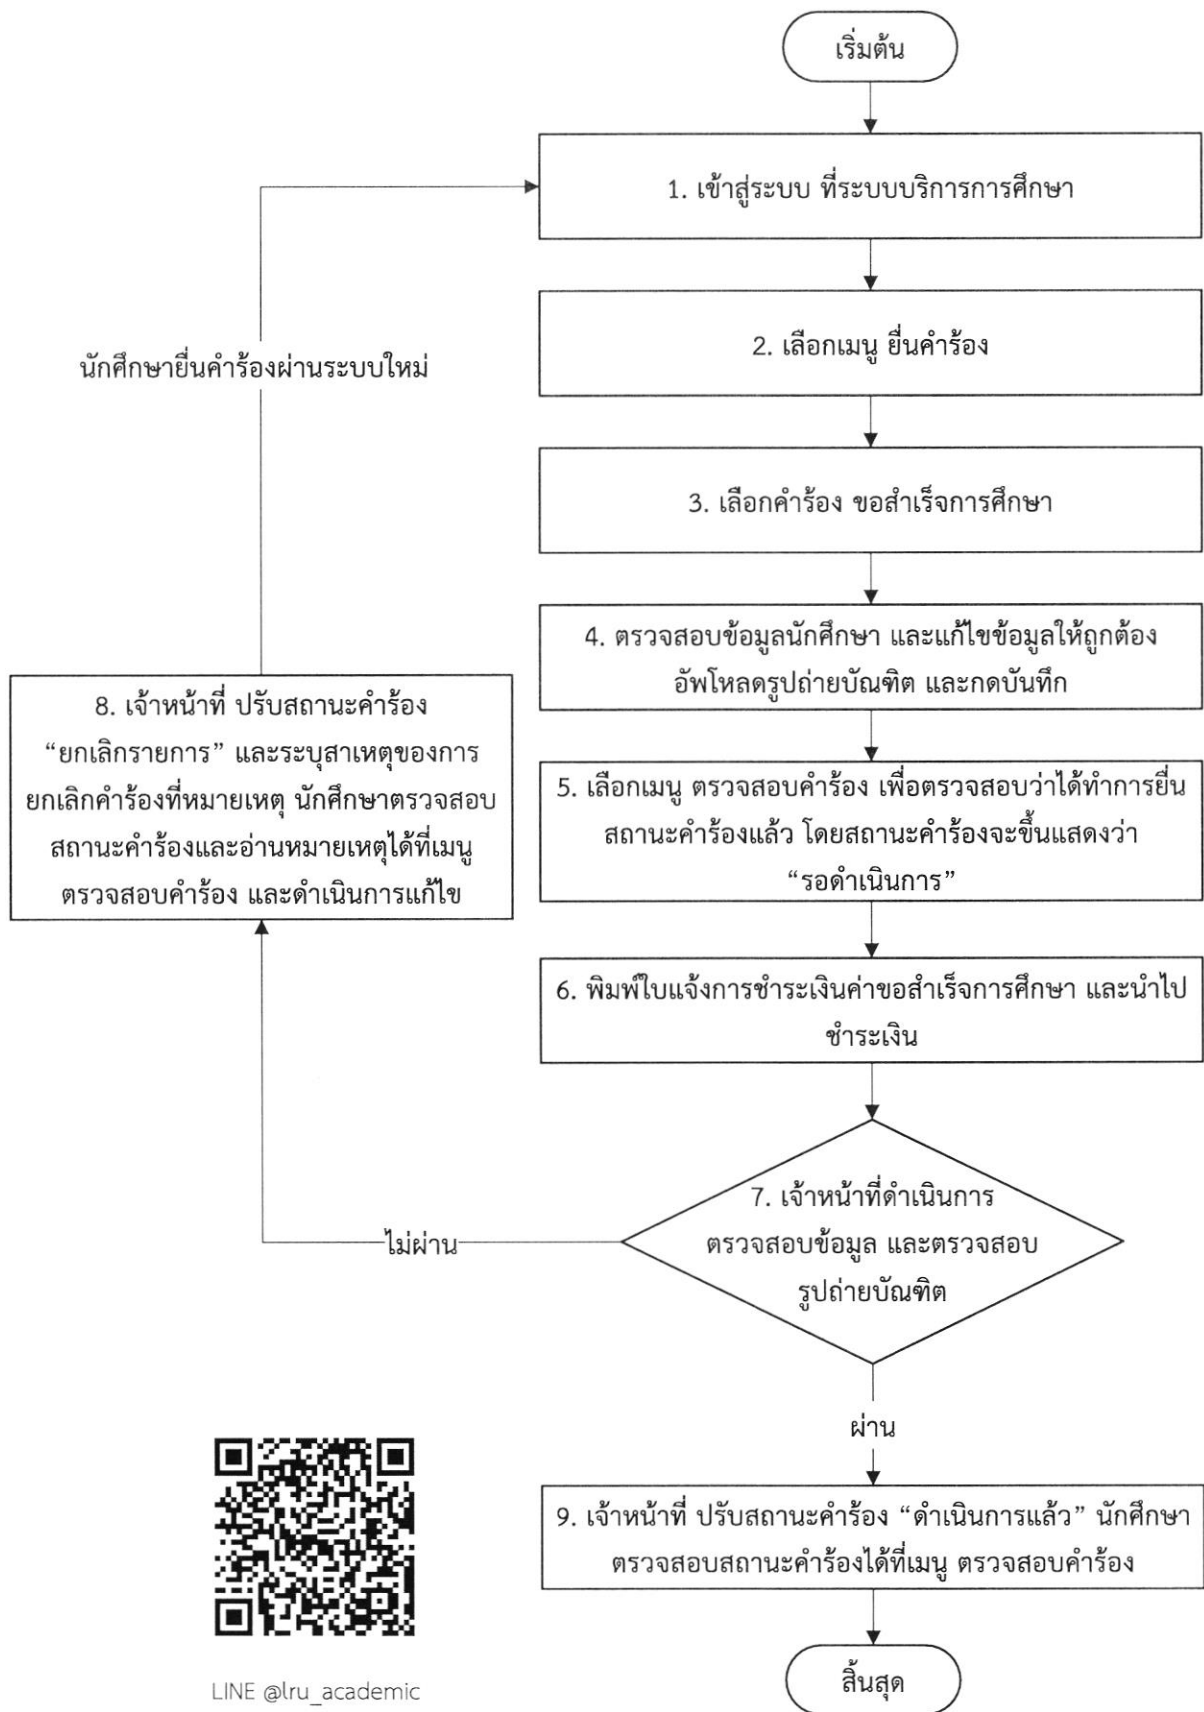 เริ่มต้น
1. เข้าสู่ระบบ ที่ระบบบริการการศึกษา
2. เลือกเมนู ยื่นคำร้อง
นักศึกษายื่นคำร้องผ่านระบบใหม่
3. เลือกคำร้อง ขอสำเร็จการศึกษา
4. ตรวจสอบข้อมูลนักศึกษา และแก้ไขข้อมูลให้ถูกต้อง
อัพโหลดรูปถ่ายบัณฑิต และกดบันทึก
5. เลือกเมนู ตรวจสอบคำร้อง เพื่อตรวจสอบว่าได้ทำการยื่น
สถานะคำร้องแล้ว โดยสถานะคำร้องจะขึ้นแสดงว่า
“รอดำเนินการ”
6. พิมพ์ใบแจ้งการชำระเงินค่าขอสำเร็จการศึกษา และนำไป
ชำระเงิน
7. เจ้าหน้าที่ดำเนินการ
ตรวจสอบข้อมูล และตรวจสอบ
รูปถ่ายบัณฑิต
ไม่ผ่าน
8. เจ้าหน้าที่ ปรับสถานะคำร้อง
“ยกเลิกรายการ” และระบุสาเหตุของการ
ยกเลิกคำร้องที่หมายเหตุ นักศึกษาตรวจสอบ
สถานะคำร้องและอ่านหมายเหตุได้ที่เมนู
ตรวจสอบคำร้อง และดำเนินการแก้ไข
ผ่าน
9. เจ้าหน้าที่ ปรับสถานะคำร้อง “ดำเนินการแล้ว” นักศึกษา
ตรวจสอบสถานะคำร้องได้ที่เมนู ตรวจสอบคำร้อง
สิ้นสุด
LINE @lru_academic